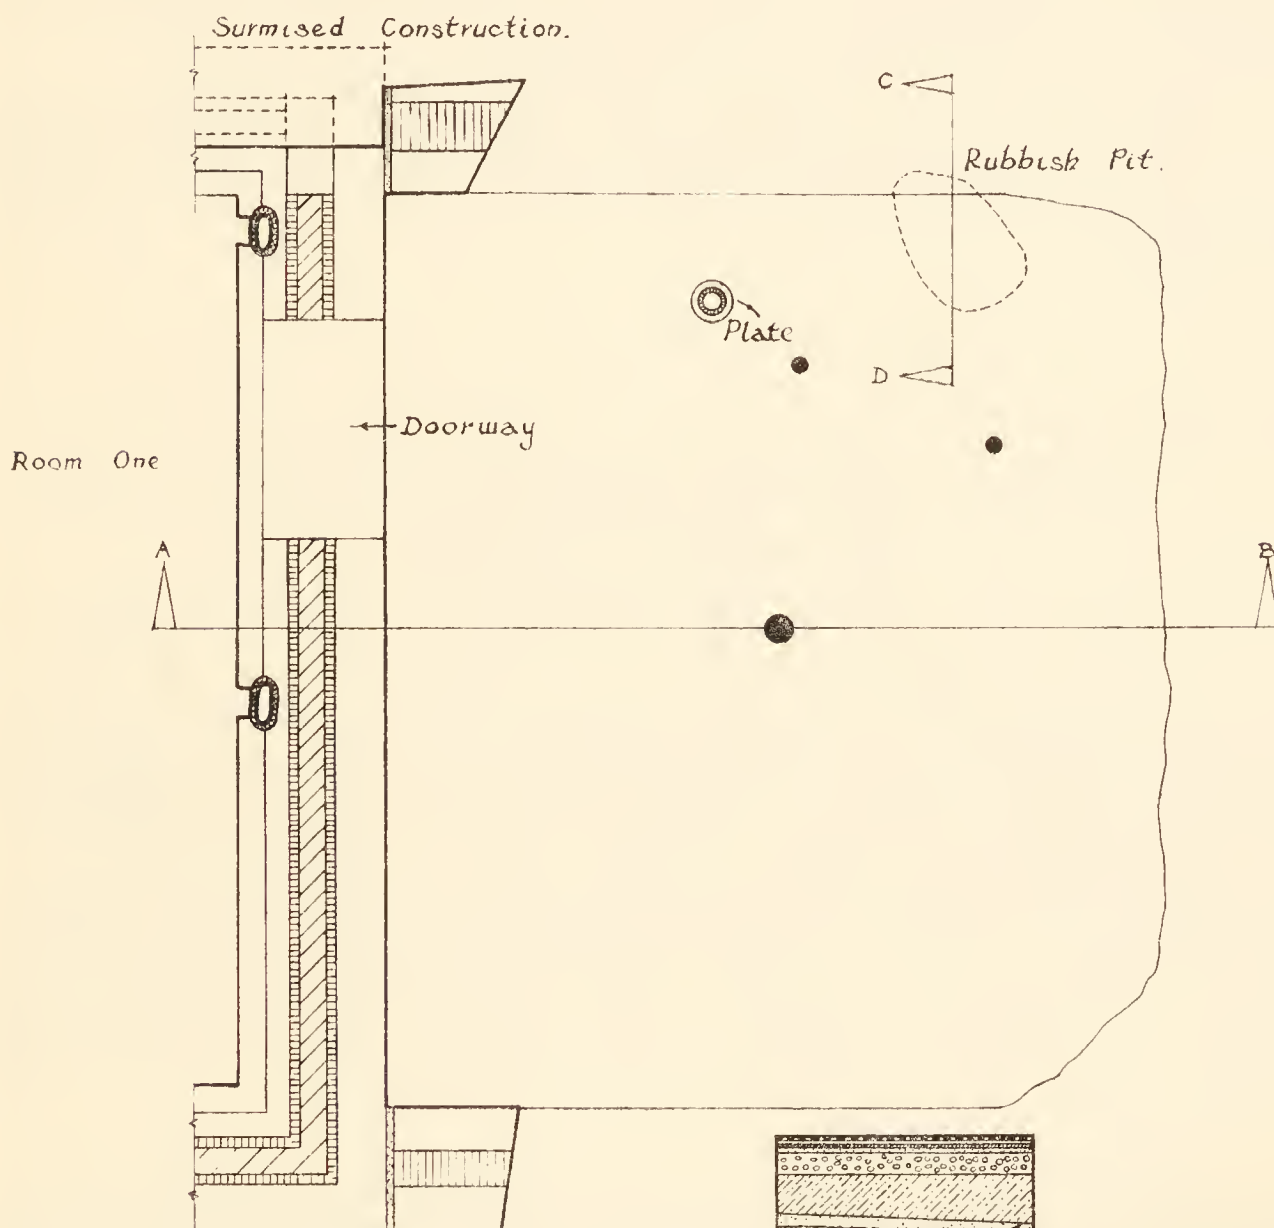 Surmised Construction.
C
Rubbish Pit.
Plate
D
Doorway
Room One
A
B